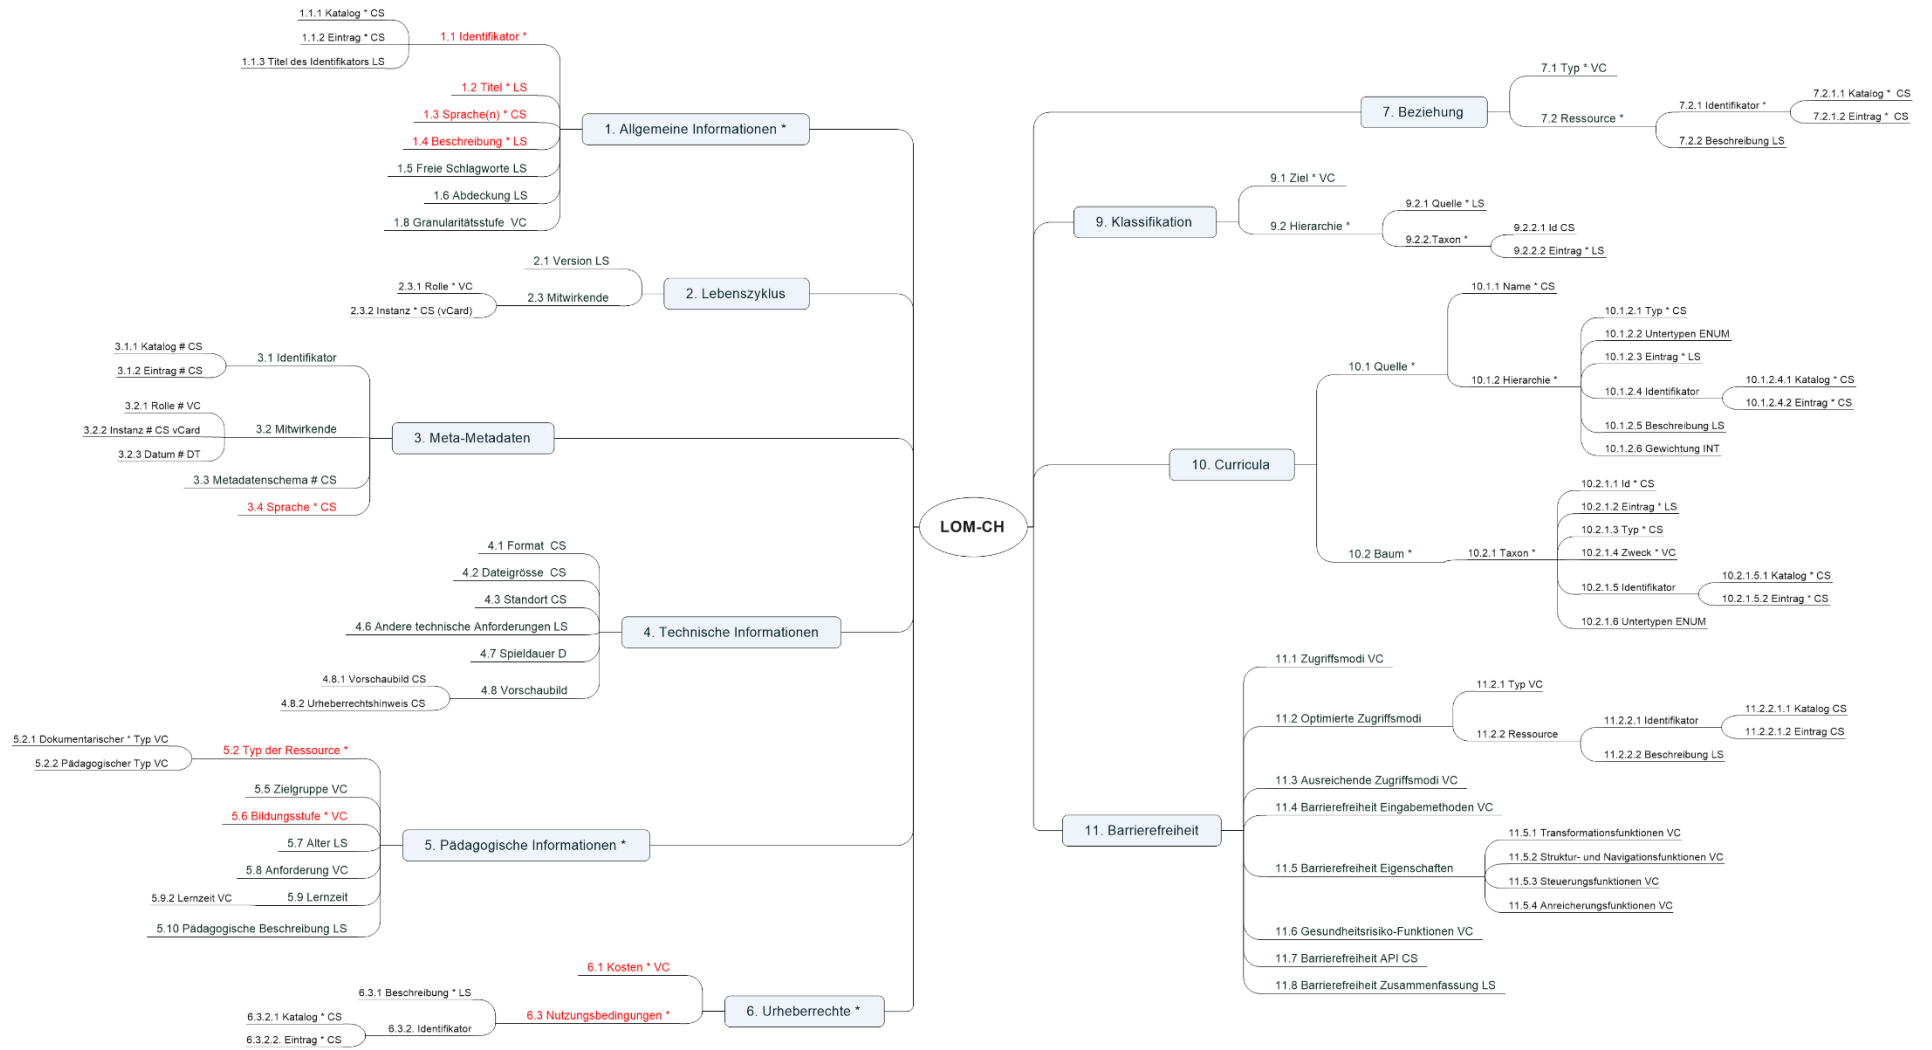 LOM-CH
1. Allgemeine Informationen *
1.1 Identifikator *
1.1.1 Katalog * CS
1.1.2 Eintrag * CS
1.1.3 Titel des Identifikators LS
1.2 Titel * LS
1.3 Sprache(n) * CS
1.4 Beschreibung * LS
1.5 Freie Schlagworte LS
1.6 Abdeckung LS
1.8 Granularitätsstufe  VC
2. Lebenszyklus
2.1 Version LS
2.3 Mitwirkende
2.3.1 Rolle * VC
2.3.2 Instanz * CS (vCard)
3. Meta-Metadaten
3.1 Identifikator
3.1.1 Katalog # CS
3.1.2 Eintrag # CS
3.2 Mitwirkende
3.2.1 Rolle # VC
3.2.2 Instanz # CS vCard
3.2.3 Datum # DT
3.3 Metadatenschema # CS
3.4 Sprache * CS
4. Technische Informationen
4.1 Format  CS
4.2 Dateigrösse  CS
4.3 Standort CS
4.6 Andere technische Anforderungen LS
4.7 Spieldauer D
4.8 Vorschaubild
4.8.1 Vorschaubild CS
4.8.2 Urheberrechtshinweis CS
5. Pädagogische Informationen *
5.2 Typ der Ressource *
5.2.1 Dokumentarischer * Typ VC
5.2.2 Pädagogischer Typ VC
5.5 Zielgruppe VC
5.6 Bildungsstufe * VC
5.7 Alter LS
5.8 Anforderung VC
5.9 Lernzeit
5.9.2 Lernzeit VC
5.10 Pädagogische Beschreibung LS
6. Urheberrechte *
6.1 Kosten * VC
6.3 Nutzungsbedingungen *
6.3.1 Beschreibung * LS
6.3.2. Identifikator
6.3.2.1 Katalog * CS
6.3.2.2. Eintrag * CS
7. Beziehung
7.1 Typ * VC
7.2 Ressource *
7.2.1 Identifikator *
7.2.1.1 Katalog *  CS
7.2.1.2 Eintrag *  CS
7.2.2 Beschreibung LS
9. Klassifikation
9.1 Ziel * VC
9.2 Hierarchie *
9.2.1 Quelle * LS
9.2.2.Taxon *
9.2.2.1 Id CS
9.2.2.2 Eintrag * LS
10. Curricula
10.1 Quelle *
10.1.1 Name * CS
10.1.2 Hierarchie *
10.1.2.1 Typ * CS
10.1.2.2 Untertypen ENUM
10.1.2.3 Eintrag * LS
10.1.2.4 Identifikator
10.1.2.4.1 Katalog * CS
10.1.2.4.2 Eintrag * CS
10.1.2.5 Beschreibung LS
10.1.2.6 Gewichtung INT
10.2 Baum *
10.2.1 Taxon *
10.2.1.1 Id * CS
10.2.1.2 Eintrag * LS
10.2.1.3 Typ * CS
10.2.1.4 Zweck * VC
10.2.1.5 Identifikator
10.2.1.5.1 Katalog * CS
10.2.1.5.2 Eintrag * CS
10.2.1.6 Untertypen ENUM
11. Barrierefreiheit
11.1 Zugriffsmodi VC
11.2 Optimierte Zugriffsmodi
11.2.1 Typ VC
11.2.2 Ressource
11.2.2.1 Identifikator
11.2.2.1.1 Katalog CS
11.2.2.1.2 Eintrag CS
11.2.2.2 Beschreibung LS
11.3 Ausreichende Zugriffsmodi VC
11.4 Barrierefreiheit Eingabemethoden VC
11.5 Barrierefreiheit Eigenschaften
11.5.1 Transformationsfunktionen VC
11.5.2 Struktur- und Navigationsfunktionen VC
11.5.3 Steuerungsfunktionen VC
11.5.4 Anreicherungsfunktionen VC
11.6 Gesundheitsrisiko-Funktionen VC
11.7 Barrierefreiheit API CS
11.8 Barrierefreiheit Zusammenfassung LS